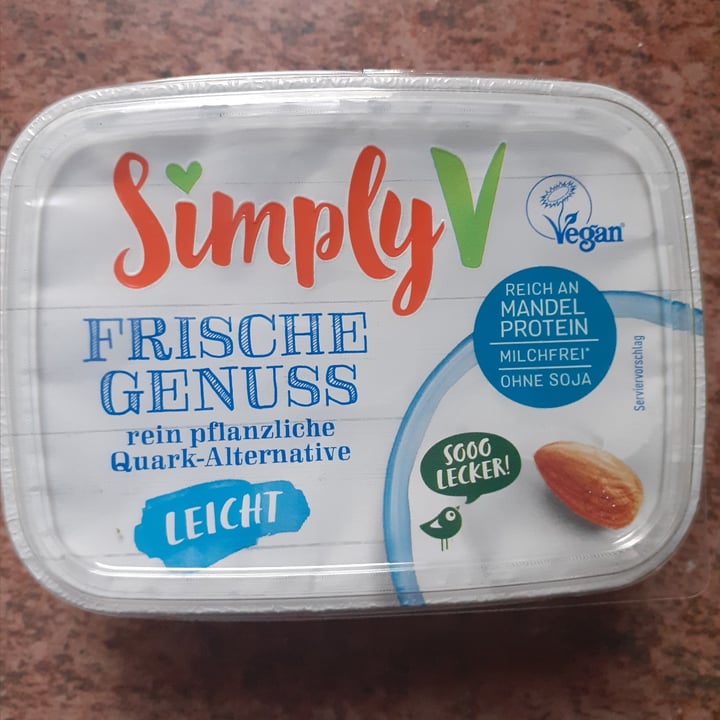 SimplyV
Vegan
FRISCHE
GENUSS
rein pflanzliche
Quark-Alternative
LEICHT
REICH AN
MANDEL
PROTEIN
MILCHFREI*
OHNE SOJA
Serviervorschlag
SOOO
LECKER!